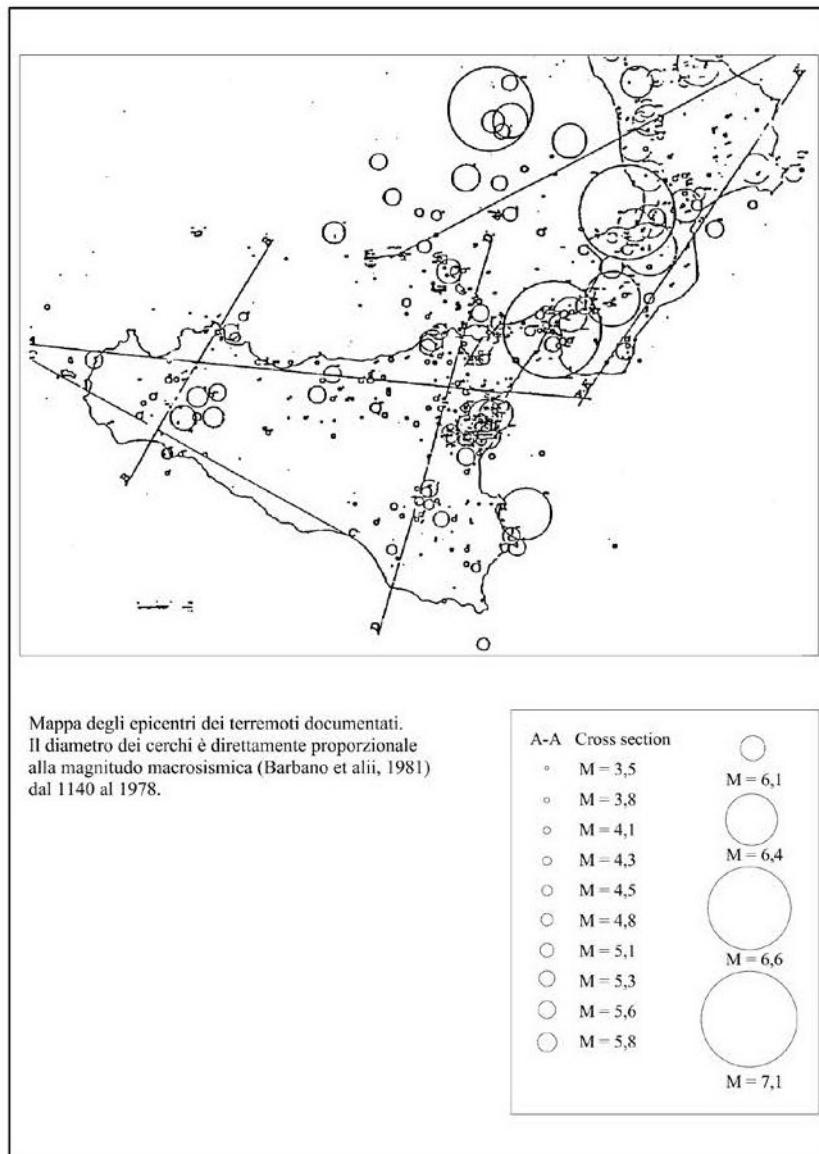 Mappa degli epicentri dei terremoti documentati.
Il diametro dei cerchi è direttamente proporzionale
alla magnitudo macrosismica (Barbano et alii, 1981)
dal 1140 al 1978.
A-A Cross section
M = 3,5
M = 3,8
M = 4,1
M = 4,3
M = 4,5
M = 4,8
M = 5,1
M = 5,3
M = 5,6
M = 5,8
M = 6,1
M = 6,4
M = 6,6
M = 7,1